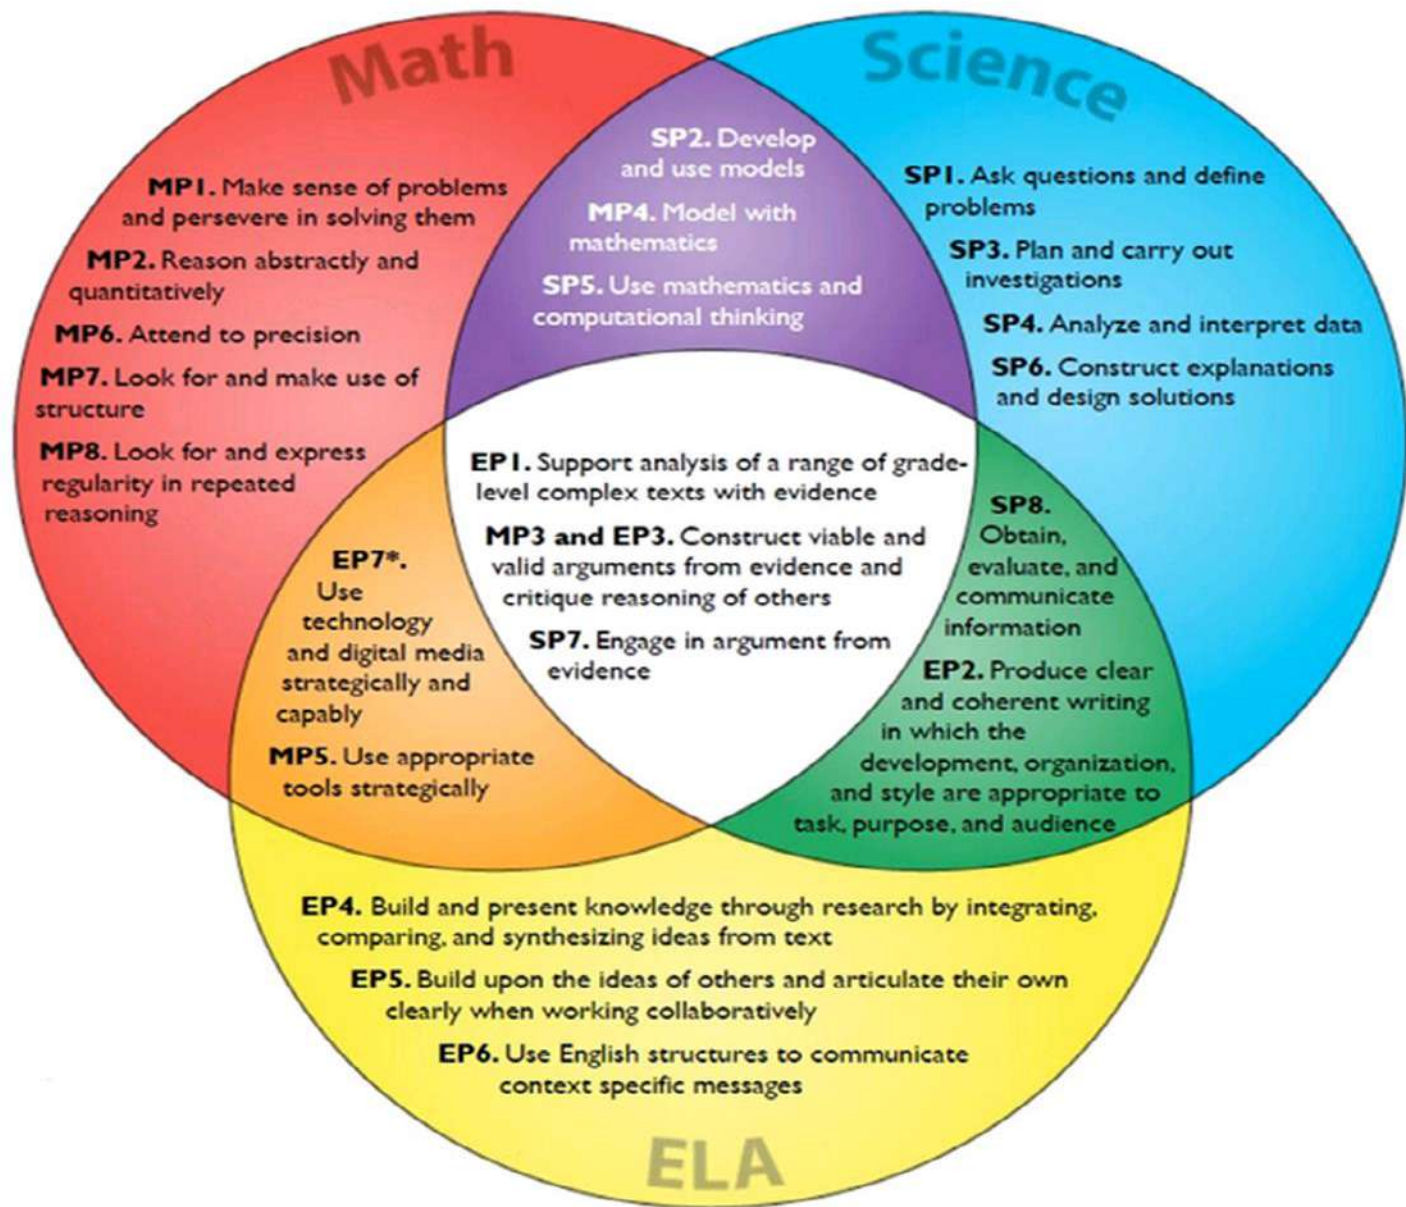 Math
Science
SP2. Develop
and use models
MP4. Model with
mathematics
SP5. Use mathematics and
computational thinking
MP1. Make sense of problems
and persevere in solving them
MP2. Reason abstractly and
quantitatively
MP6. Attend to precision
MP7. Look for and make use of
structure
MP8. Look for and express
regularity in repeated
reasoning
SP1. Ask questions and define
problems
SP3. Plan and carry out
investigations
SP4. Analyze and interpret data
SP6. Construct explanations
and design solutions
EP1. Support analysis of a range of grade-
level complex texts with evidence
MP3 and EP3. Construct viable and
valid arguments from evidence and
critique reasoning of others
SP7. Engage in argument from
evidence
EP7*.
Use
technology
and digital media
strategically and
capably
MP5. Use appropriate
tools strategically
SP8.
Obtain,
evaluate, and
communicate
information
EP2. Produce clear
and coherent writing
in which the
development, organization,
and style are appropriate to
task, purpose, and audience
EP4. Build and present knowledge through research by integrating,
comparing, and synthesizing ideas from text
EP5. Build upon the ideas of others and articulate their own
clearly when working collaboratively
EP6. Use English structures to communicate
context specific messages
ELA